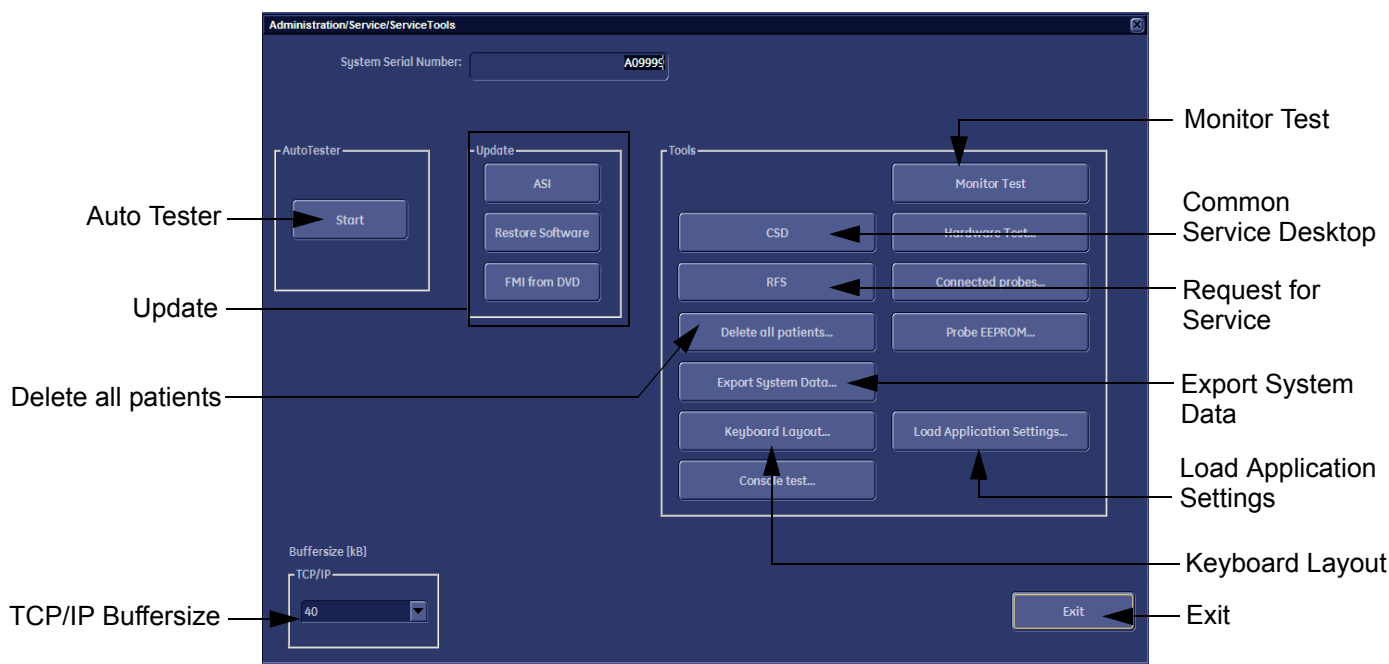 Administration/Service/ServiceTools
System Serial Number:
A09999
Monitor Test
AutoTester
Update
Tools
ASI
Monitor Test
Auto Tester
Start
Restore Software
CSD
Hardware Test...
Common
Service Desktop
Update
FMI from DVD
RFS
Connected probes...
Request for
Service
Delete all patients...
Probe EEPROM...
Delete all patients
Export System Data...
Export System
Data
Keyboard Layout...
Load Application Settings...
Load Application
Settings
Console test...
Buffersize [kB]
TCP/IP
Keyboard Layout
TCP/IP Buffersize
40
Exit
Exit